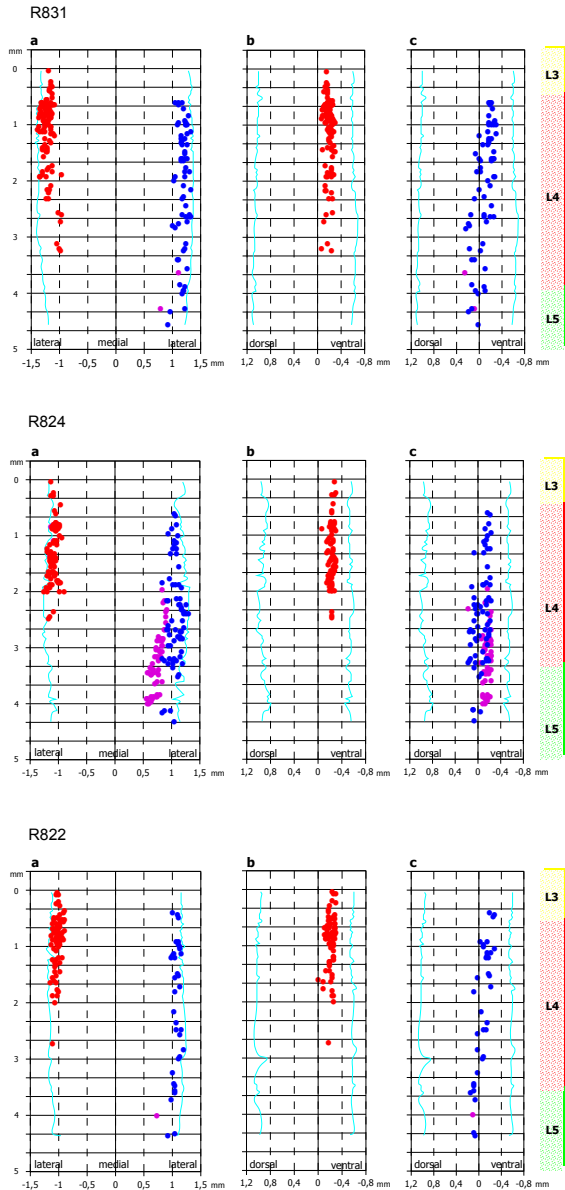 R831
a b c
mm
0
1
2
3
4
5
L3
L4
L5
lateral medial lateral dorsal ventral dorsal ventral
-1,5 -1 -0,5 0 0,5 1 1,5 mm 1,2 0,8 0,4 0 -0,4 -0,8 mm 1,2 0,8 0,4 0 -0,4 -0,8 mm
R824
a b c
mm
0
1
2
3
4
5
L3
L4
L5
lateral medial lateral dorsal ventral dorsal ventral
-1,5 -1 -0,5 0 0,5 1 1,5 mm 1,2 0,8 0,4 0 -0,4 -0,8 mm 1,2 0,8 0,4 0 -0,4 -0,8 mm
R822
a b c
mm
0
1
2
3
4
5
L3
L4
L5
lateral medial lateral dorsal ventral dorsal ventral
-1,5 -1 -0,5 0 0,5 1 1,5 mm 1,2 0,8 0,4 0 -0,4 -0,8 mm 1,2 0,8 0,4 0 -0,4 -0,8 mm